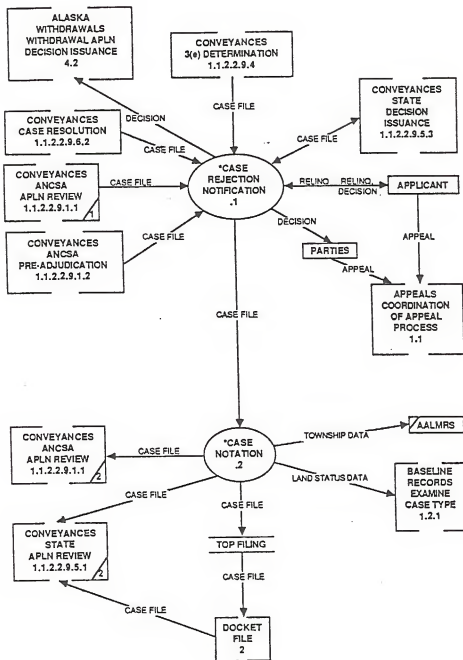 ALASKA
WITHDRAWALS
WITHDRAWAL APLN
DECISION ISSUANCE
4.2
CONVEYANCES
3(e) DETERMINATION
1.1.2.2.9.4
CONVEYANCES
STATE
DECISION
ISSUANCE
1.1.2.2.9.5.3
CASE FILE
DECISION
CASE FILE
CONVEYANCES
CASE RESOLUTION
1.1.2.2.9.6.2
CASE FILE
CONVEYANCES
ANCSA
APLN REVIEW
1.1.2.2.9.1.1
1
CASE FILE
*CASE
REJECTION
NOTIFICATION
.1
RELINQ
RELINQ,
DECISION
APPLICANT
CONVEYANCES
ANCSA
PRE-ADJUDICATION
1.1.2.2.9.1.2
CASE FILE
DECISION
PARTIES
APPEAL
APPEAL
APPEALS
COORDINATION
OF APPEAL
PROCESS
1.1
CASE FILE
CONVEYANCES
ANCSA
APLN REVIEW
1.1.2.2.9.1.1
2
CASE FILE
*CASE
NOTATION
.2
TOWNSHIP DATA
AALMRS
LAND STATUS DATA
BASELINE
RECORDS
EXAMINE
CASE TYPE
1.2.1
CASE FILE
CASE FILE
CONVEYANCES
STATE
APLN REVIEW
1.1.2.2.9.5.1
2
TOP FILING
CASE FILE
CASE FILE
DOCKET
FILE
2